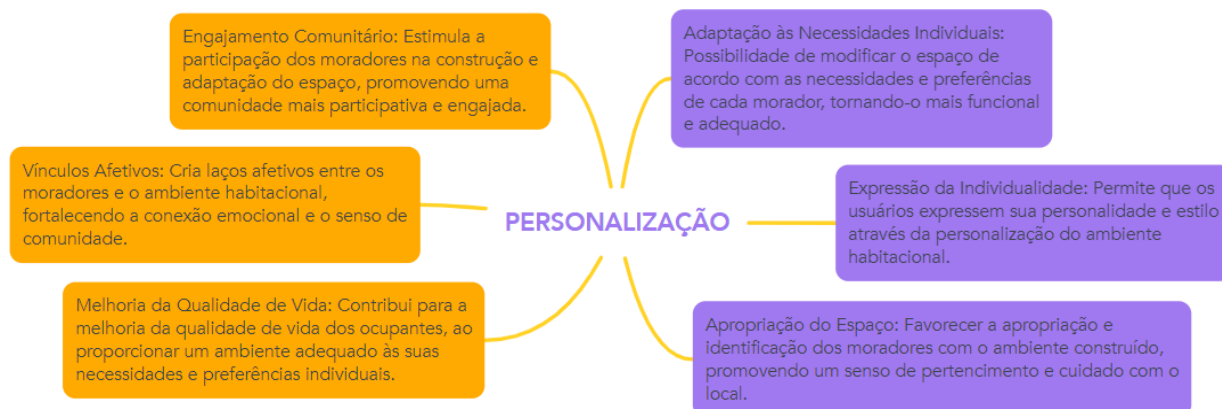 Engajamento Comunitário: Estimula a
participação dos moradores na construção e
adaptação do espaço, promovendo uma
comunidade mais participativa e engajada.
Vínculos Afetivos: Cria laços afetivos entre os
moradores e o ambiente habitacional,
fortalecendo a conexão emocional e o senso de
comunidade.
Melhoria da Qualidade de Vida: Contribui para a
melhoria da qualidade de vida dos ocupantes, ao
proporcionar um ambiente adequado às suas
necessidades e preferências individuais.
PERSONALIZAÇÃO
Adaptação às Necessidades Individuais:
Possibilidade de modificar o espaço de
acordo com as necessidades e preferências
de cada morador, tornando-o mais funcional
e adequado.
Expressão da Individualidade: Permite que os
usuários expressem sua personalidade e estilo
através da personalização do ambiente
habitacional.
Apropriação do Espaço: Favorecer a apropriação e
identificação dos moradores com o ambiente construído,
promovendo um senso de pertencimento e cuidado com o
local.